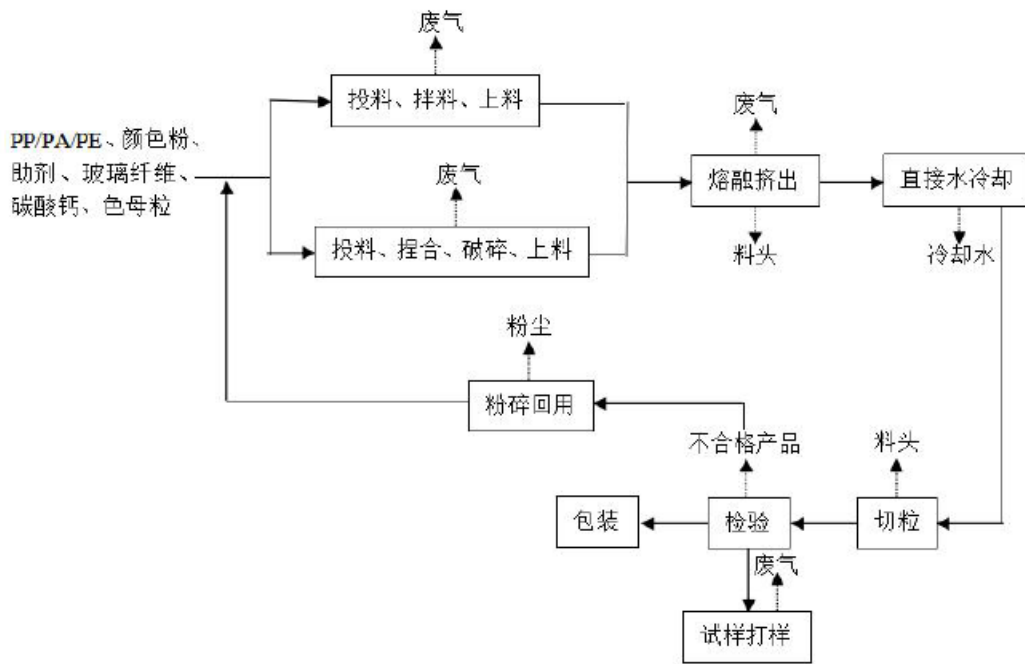 废气
投料、拌料、上料
废气
PP/PA/PE、颜色粉、
助剂、玻璃纤维、
碳酸钙、色母粒
废气
熔融挤出
直接水冷却
投料、捏合、破碎、上料
料头
冷却水
粉尘
粉碎回用
不合格产品
料头
包装
检验
切粒
废气
试样打样